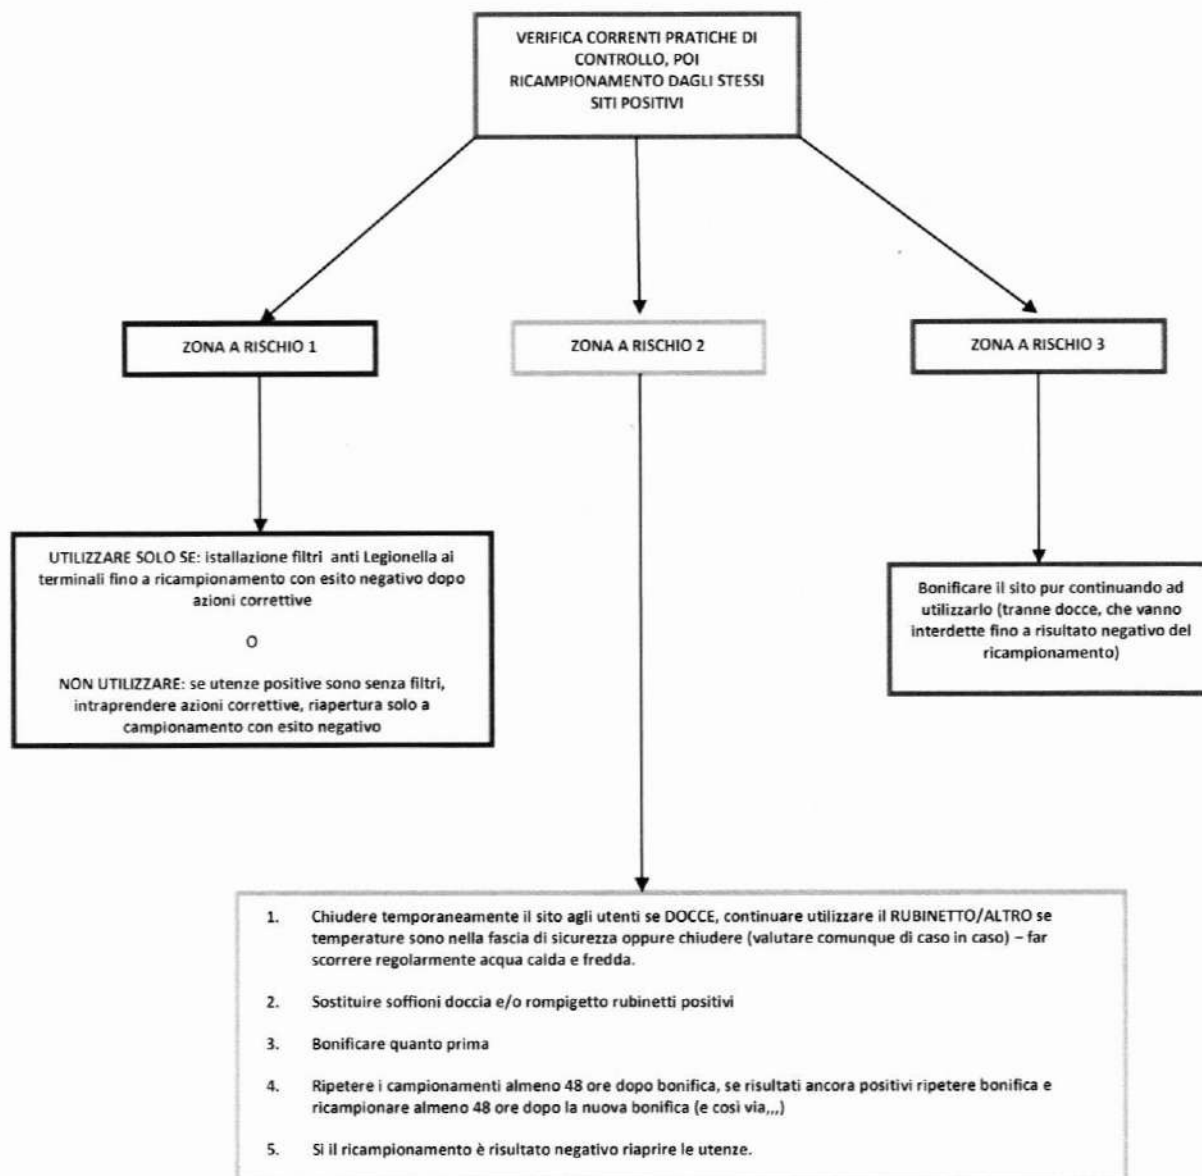 VERIFICA CORRENTI PRATICHE DI
CONTROLLO, POI
RICAMPIONAMENTO DAGLI STESSI
SITI POSITIVI
ZONA A RISCHIO 1
ZONA A RISCHIO 2
ZONA A RISCHIO 3
UTILIZZARE SOLO SE: istallazione filtri anti Legionella ai
terminali fino a ricampionamento con esito negativo dopo
azioni correttive
O
NON UTILIZZARE: se utenze positive sono senza filtri,
intraprendere azioni correttive, riapertura solo a
campionamento con esito negativo
Bonificare il sito pur continuando ad
utilizzarlo (tranne docce, che vanno
interdette fino a risultato negativo del
ricampionamento)
1. Chiudere temporaneamente il sito agli utenti se DOCCE, continuare utilizzare il RUBINETTO/ALTRO se
temperature sono nella fascia di sicurezza oppure chiudere (valutare comunque di caso in caso) – far
scorrere regolarmente acqua calda e fredda.
2. Sostituire soffioni doccia e/o rompigetto rubinetti positivi
3. Bonificare quanto prima
4. Ripetere i campionamenti almeno 48 ore dopo bonifica, se risultati ancora positivi ripetere bonifica e
ricampionare almeno 48 ore dopo la nuova bonifica (e così via,,,)
5. Si il ricampionamento è risultato negativo riaprire le utenze.